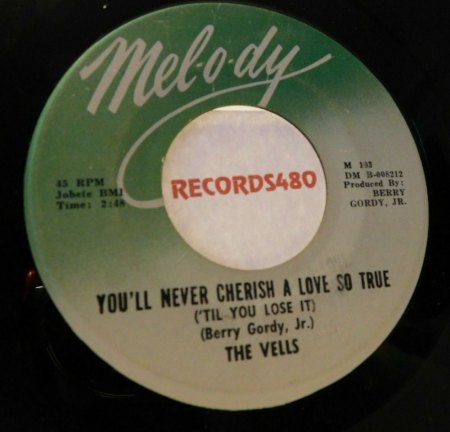 Mel-o-dy
45 RPM
Jobete BMI
Time: 2:48
RECORDS480
M 103
DM B-008212
Produced By:
BERRY
GORDY, JR.
YOU'LL NEVER CHERISH A LOVE SO TRUE
('TIL YOU LOSE IT)
(Berry Gordy, Jr.)
THE VELLS